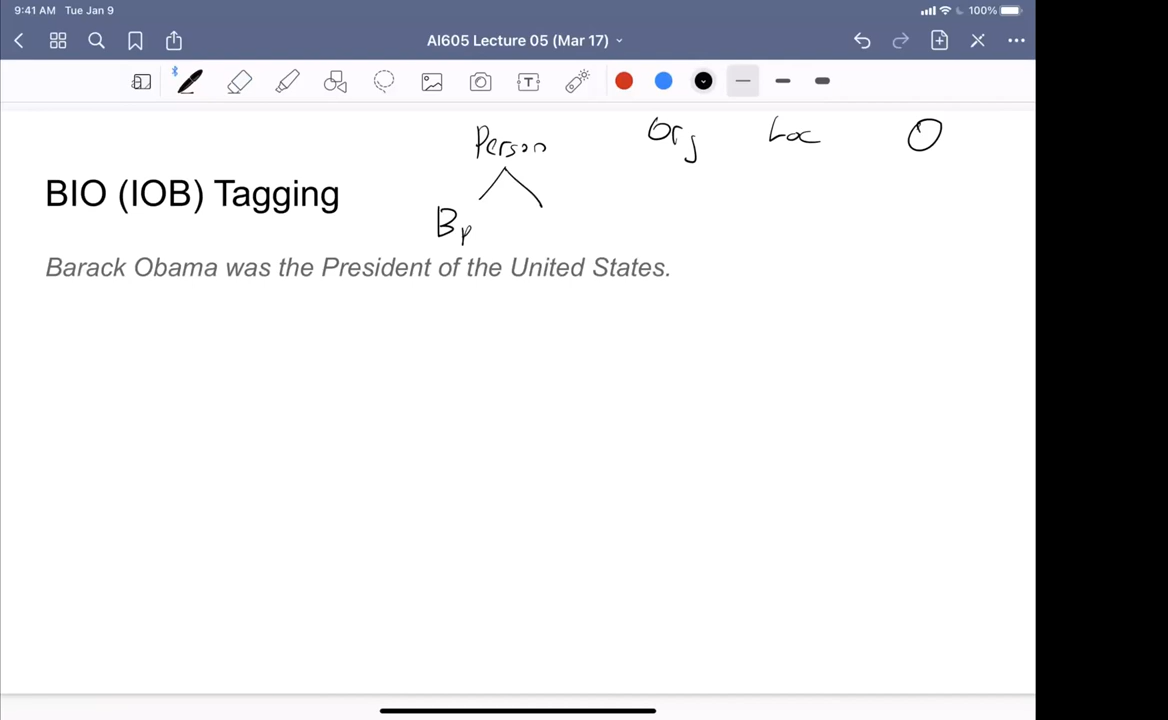 9:41 AM Tue Jan 9
100%
AI605 Lecture 05 (Mar 17)
T
Person Org Loc O
BIO (IOB) Tagging
Bp
Barack Obama was the President of the United States.